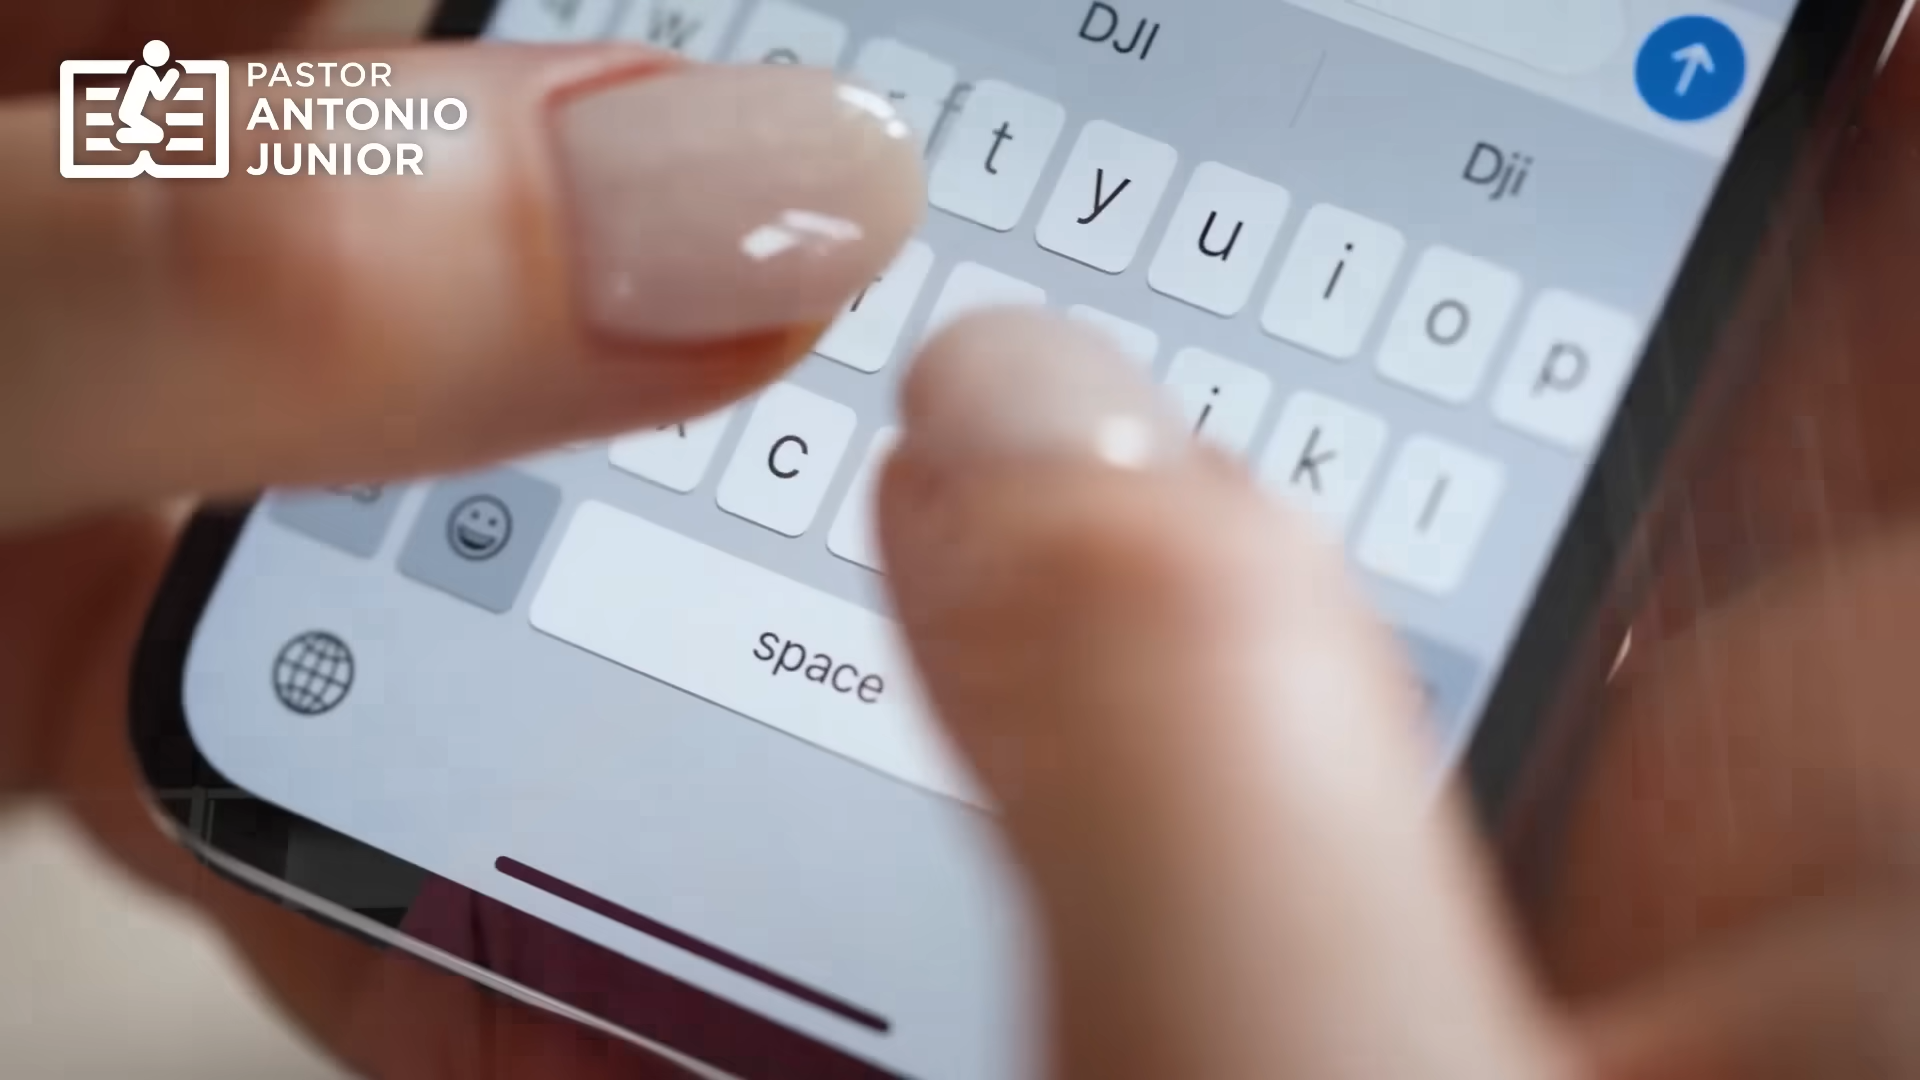 PASTOR
ANTONIO
JUNIOR
DJI
Dji
w
t y u i o p
j k l
c
space